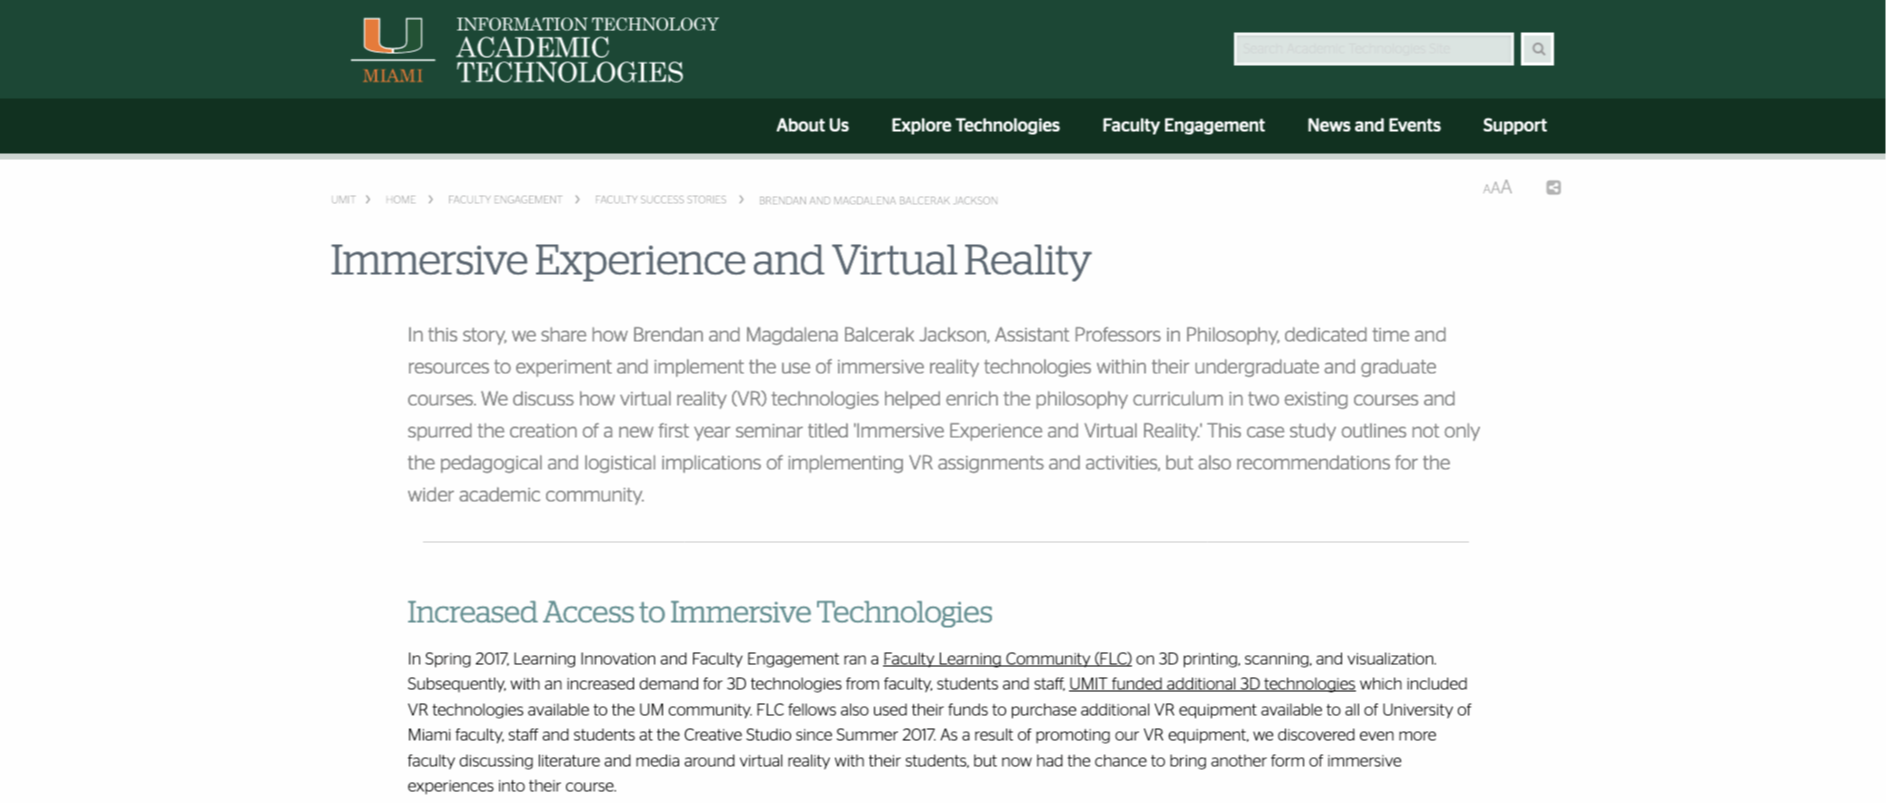 INFORMATION TECHNOLOGY
ACADEMIC
TECHNOLOGIES
MIAMI
Search Academic Technologies Site
About Us Explore Technologies Faculty Engagement News and Events Support
UMIT > HOME > FACULTY ENGAGEMENT > FACULTY SUCCESS STORIES > BRENDAN AND MAGDALENA BALCERAK JACKSON
AAA
Immersive Experience and Virtual Reality
In this story, we share how Brendan and Magdalena Balcerak Jackson, Assistant Professors in Philosophy, dedicated time and
resources to experiment and implement the use of immersive reality technologies within their undergraduate and graduate
courses. We discuss how virtual reality (VR) technologies helped enrich the philosophy curriculum in two existing courses and
spurred the creation of a new first year seminar titled 'Immersive Experience and Virtual Reality.' This case study outlines not only
the pedagogical and logistical implications of implementing VR assignments and activities, but also recommendations for the
wider academic community.
Increased Access to Immersive Technologies
In Spring 2017, Learning Innovation and Faculty Engagement ran a Faculty Learning Community (FLC) on 3D printing, scanning, and visualization.
Subsequently, with an increased demand for 3D technologies from faculty, students and staff, UMIT funded additional 3D technologies which included
VR technologies available to the UM community. FLC fellows also used their funds to purchase additional VR equipment available to all of University of
Miami faculty, staff and students at the Creative Studio since Summer 2017. As a result of promoting our VR equipment, we discovered even more
faculty discussing literature and media around virtual reality with their students, but now had the chance to bring another form of immersive
experiences into their course.